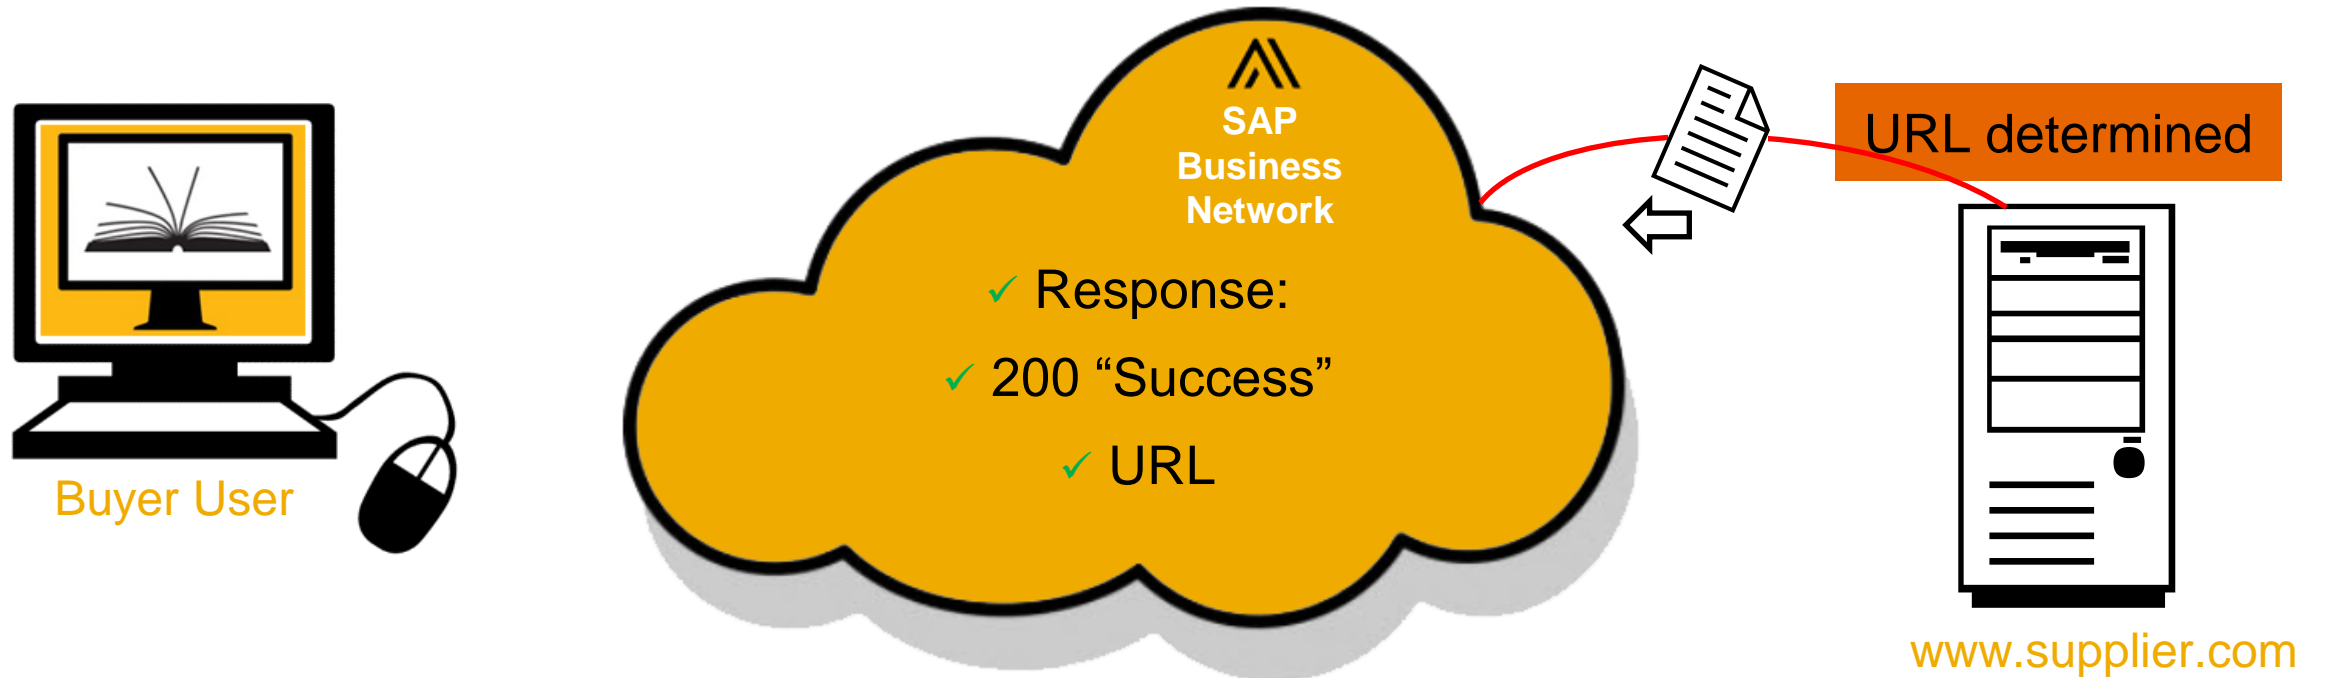 SAP
Business
Network
URL determined
✓ Response:
✓ 200 “Success”
✓ URL
Buyer User
www.supplier.com